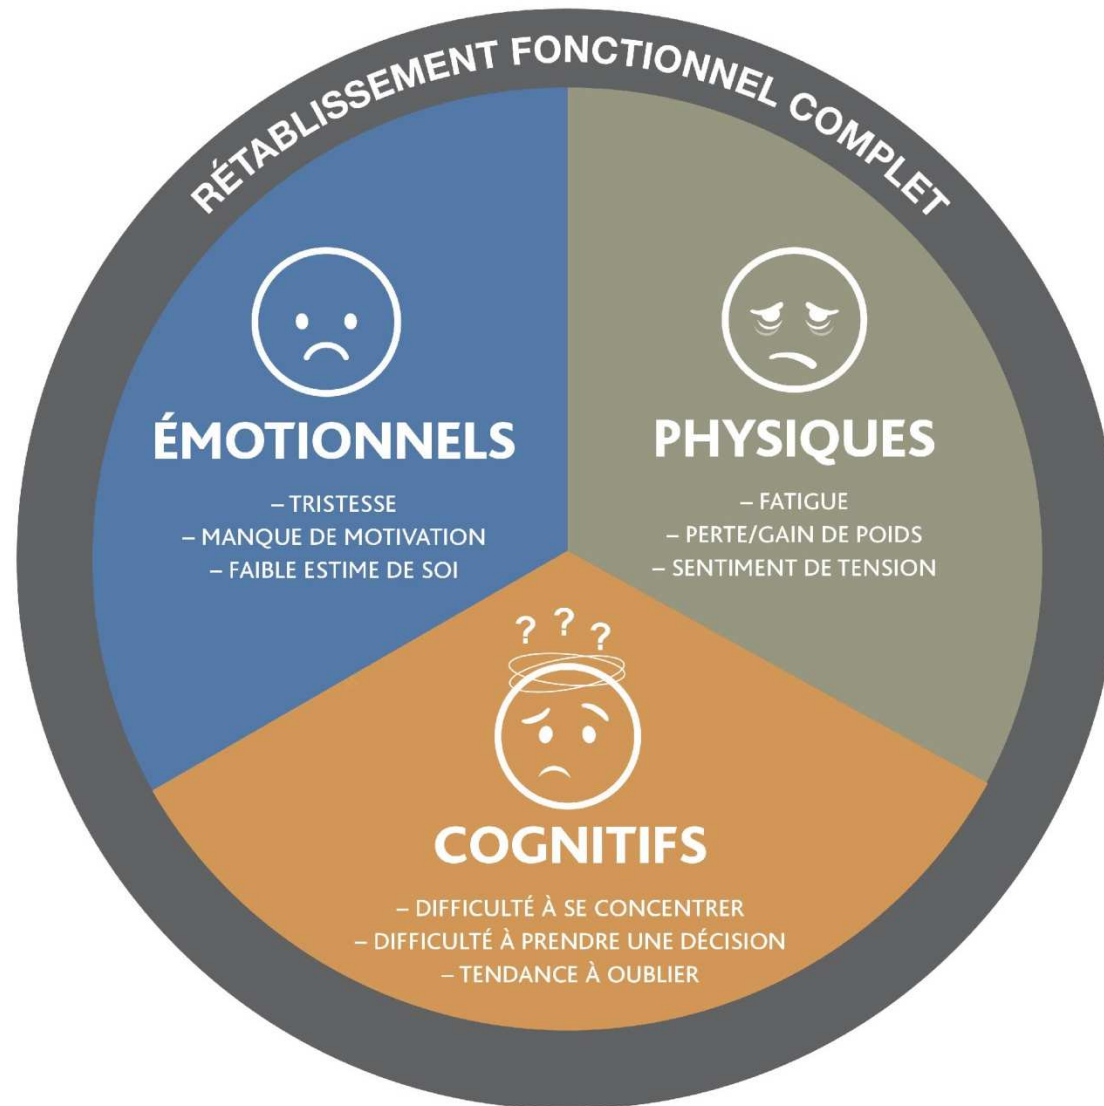 RÉTABLISSEMENT FONCTIONNEL COMPLET
ÉMOTIONNELS
– TRISTESSE
– MANQUE DE MOTIVATION
– FAIBLE ESTIME DE SOI
PHYSIQUES
– FATIGUE
– PERTE/GAIN DE POIDS
– SENTIMENT DE TENSION
? ? ?
COGNITIFS
– DIFFICULTÉ À SE CONCENTRER
– DIFFICULTÉ À PRENDRE UNE DÉCISION
– TENDANCE À OUBLIER